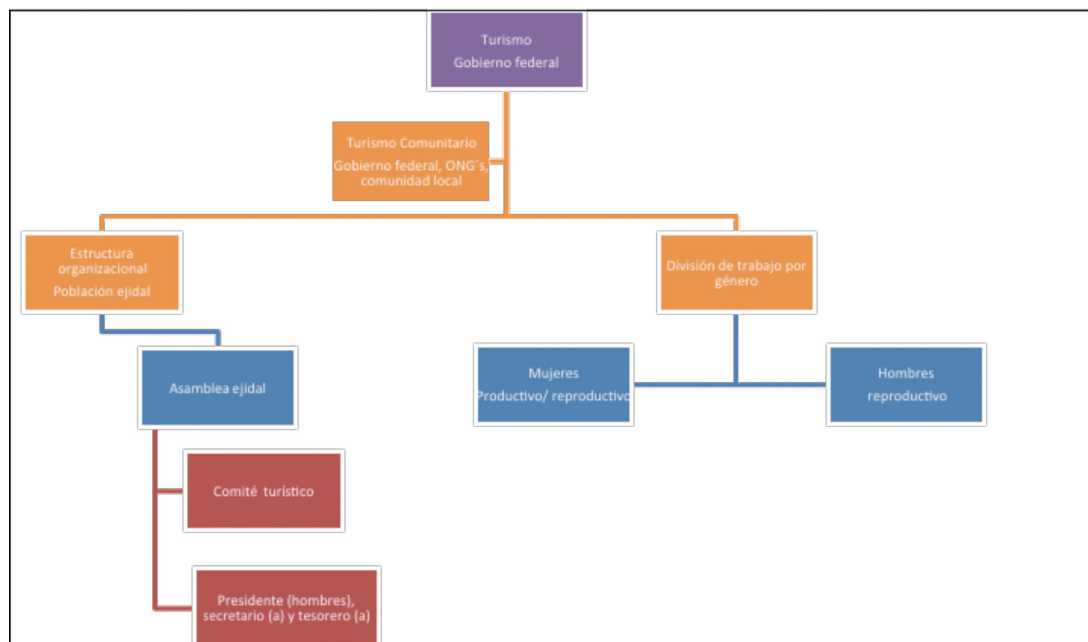 Turismo
Gobierno federal
Turismo Comunitario
Gobierno federal, ONG´s,
comunidad local
Estructura
organizacional
Población ejidal
División de trabajo por
género
Asamblea ejidal
Mujeres
Productivo/ reproductivo
Hombres
reproductivo
Comité turístico
Presidente (hombres),
secretario (a) y tesorero (a)